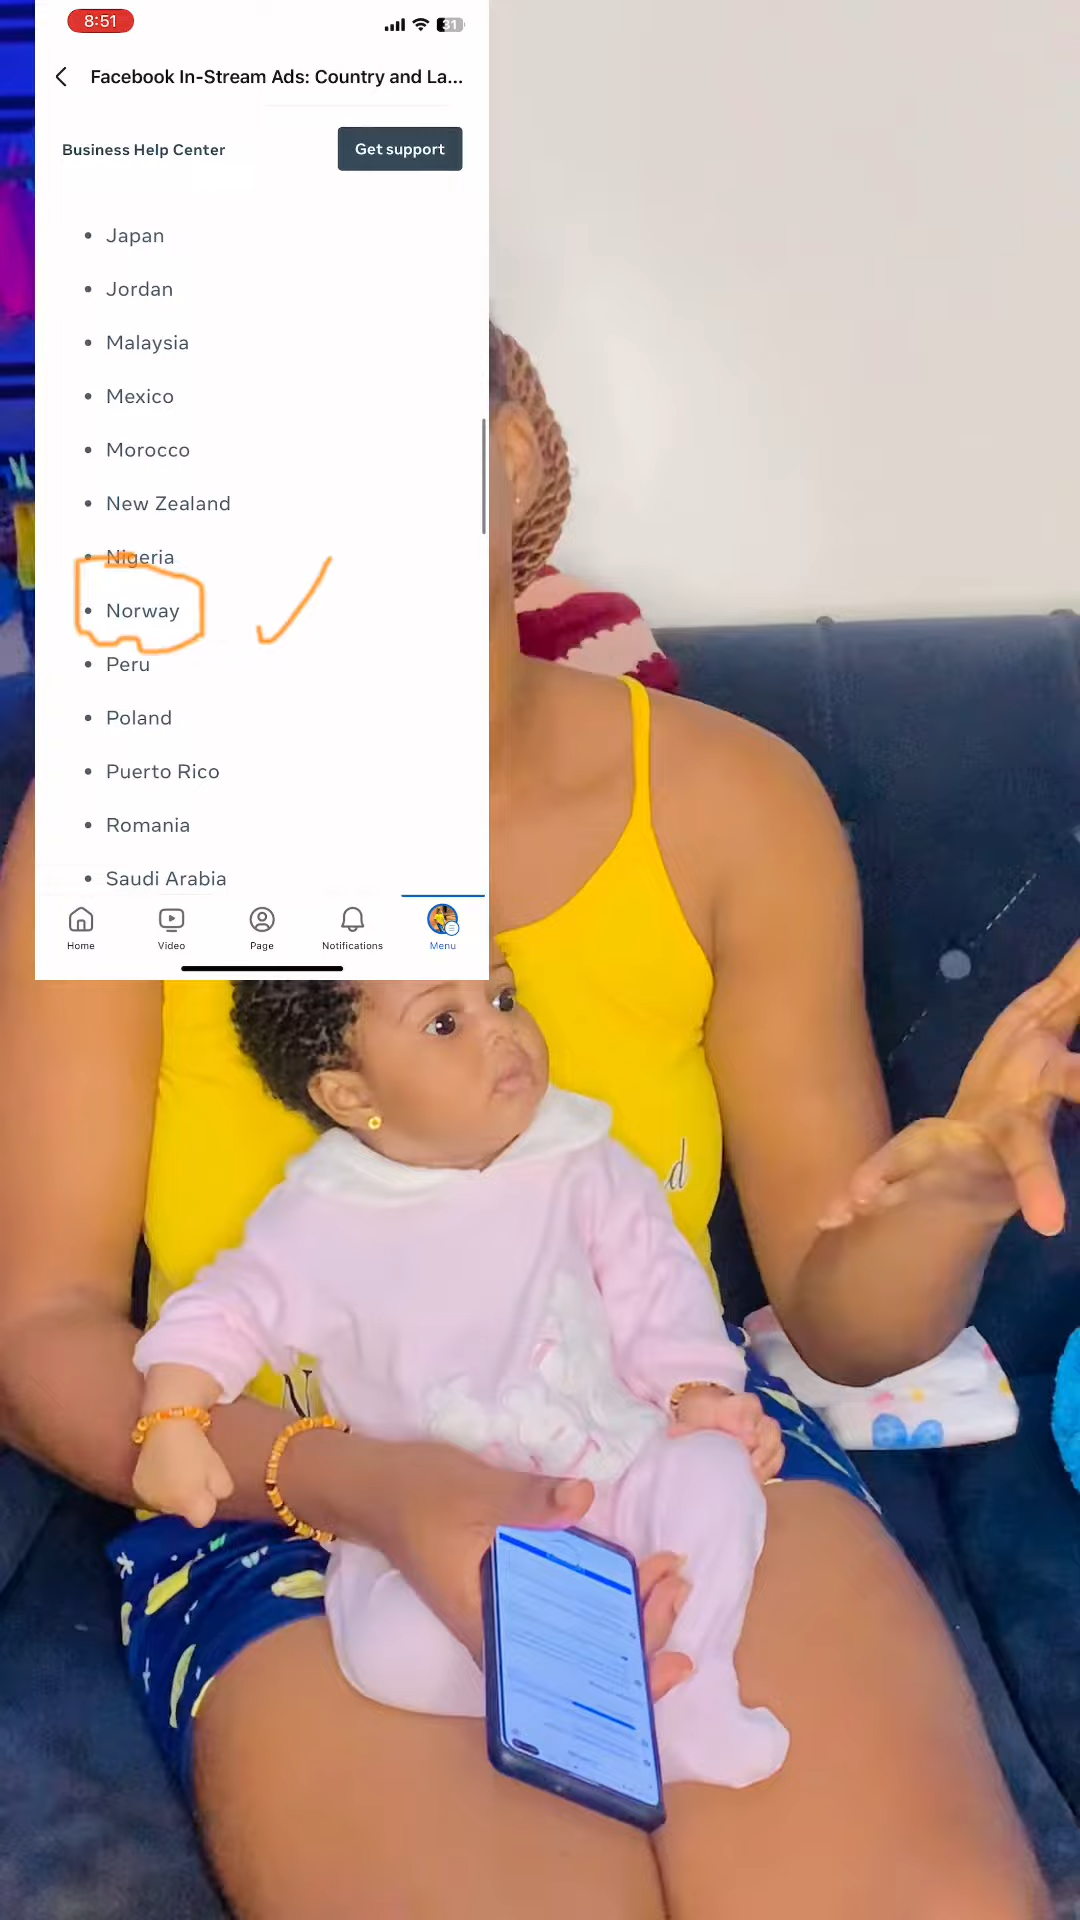 8:51
31
Facebook In-Stream Ads: Country and La...
Business Help Center
Get support
Japan
Jordan
Malaysia
Mexico
Morocco
New Zealand
Nigeria
Norway
Peru
Poland
Puerto Rico
Romania
Saudi Arabia
Home
Video
Page
Notifications
Menu
d
N